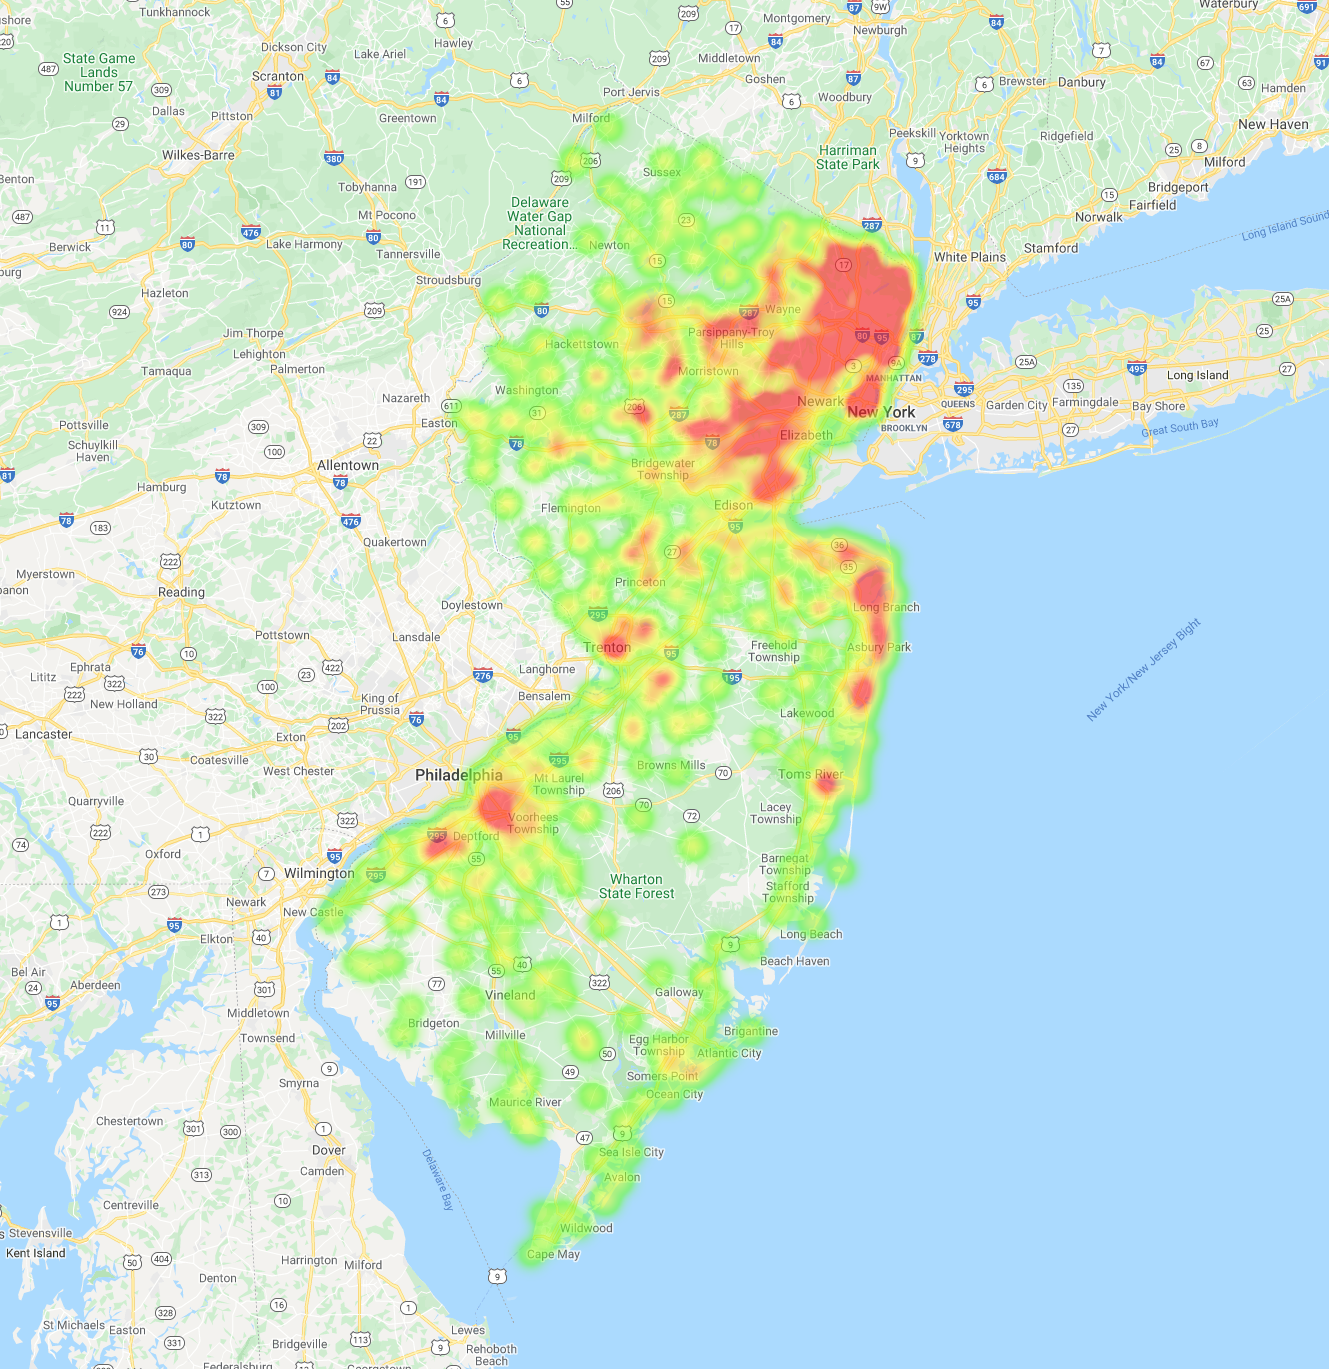 Tunkhannock
Montgomery
Waterbury
Newburgh
Dickson City
Lake Ariel
Hawley
Middletown
State Game
Lands
Number 57
Scranton
Goshen
Brewster
Danbury
Hamden
Port Jervis
Woodbury
Dallas
Pittston
Greentown
Milford
New Haven
Peekskill
Yorktown
Heights
Ridgefield
Wilkes-Barre
Harriman
State Park
Milford
Sussex
Benton
Tobyhanna
Bridgeport
Mt Pocono
Delaware
Water Gap
National
Recreation...
Fairfield
Norwalk
Long Island Sound
Berwick
Lake Harmony
Newton
Stamford
Tannersville
White Plains
Stroudsburg
Hazleton
Wayne
Jim Thorpe
Parsippany-Troy
Hills
Hackettstown
Lehighton
Palmerton
Tamaqua
Morristown
MANHATTAN
Long Island
Washington
Nazareth
Newark
New York
QUEENS
Garden City
Farmingdale
Bay Shore
Easton
Pottsville
BROOKLYN
Great South Bay
Elizabeth
Schuylkill
Haven
Allentown
Bridgewater
Township
Hamburg
Kutztown
Flemington
Edison
Quakertown
Myerstown
Princeton
Reading
Doylestown
Long Branch
Pottstown
Lansdale
Trenton
Freehold
Township
Asbury Park
New York/New Jersey Bight
Ephrata
Lititz
Langhorne
Bensalem
New Holland
King of
Prussia
Lakewood
Lancaster
Exton
Coatesville
West Chester
Philadelphia
Browns Mills
Toms River
Mt Laurel
Township
Quarryville
Lacey
Township
Voorhees
Township
Deptford
Oxford
Barnegat
Township
Wilmington
Wharton
State Forest
Stafford
Township
Newark
New Castle
Elkton
Long Beach
Beach Haven
Bel Air
Aberdeen
Galloway
Vineland
Middletown
Bridgeton
Millville
Brigantine
Townsend
Egg Harbor
Township
Atlantic City
Somers Point
Smyrna
Ocean City
Maurice River
Chestertown
Dover
Sea Isle City
Camden
Delaware Bay
Avalon
Centreville
Wildwood
Stevensville
Kent Island
Cape May
Harrington
Milford
Denton
St Michaels
Easton
Lewes
Bridgeville
Rehoboth
Beach
Federalsburg
Georgetown